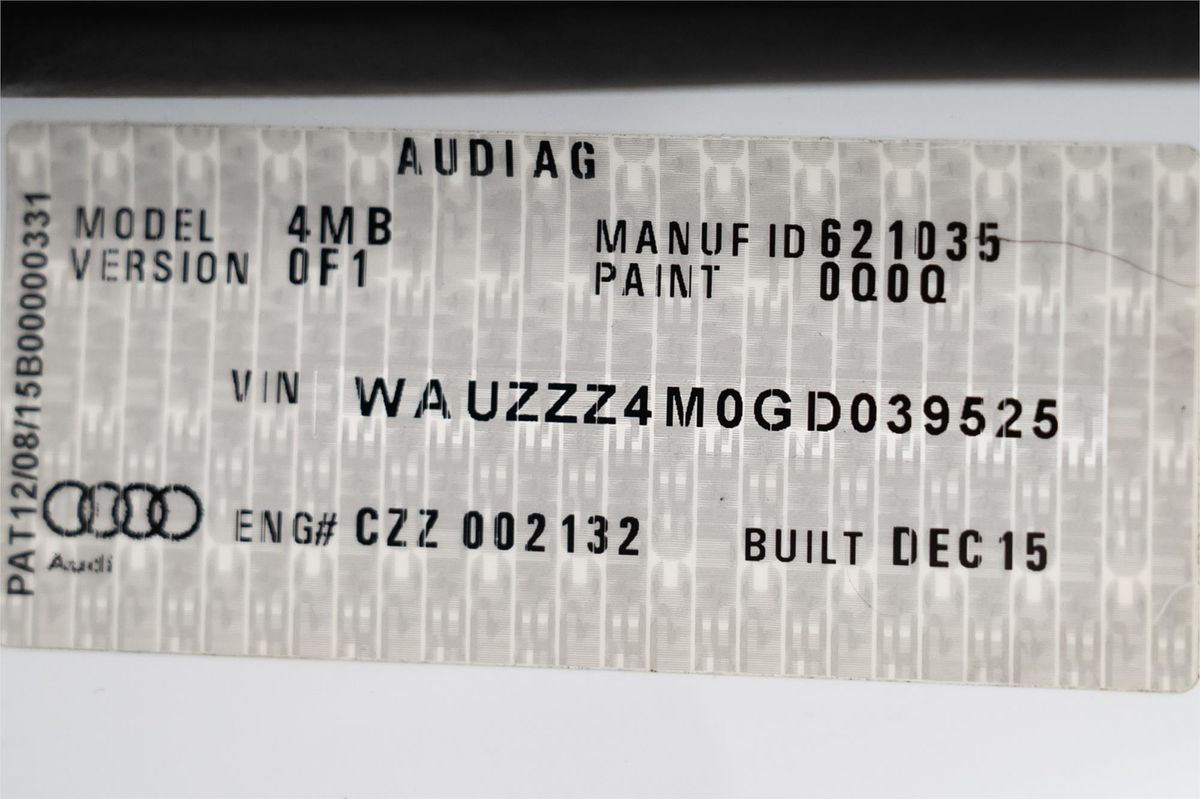 AUDI AG
MODEL 4MB
VERSION 0F1
MANUF ID 621035
PAINT 0Q0Q
VIN WAUZZZ4M0GD039525
ENG# CZZ 002132
BUILT DEC 15
Audi
PAT12/08/15B00000331